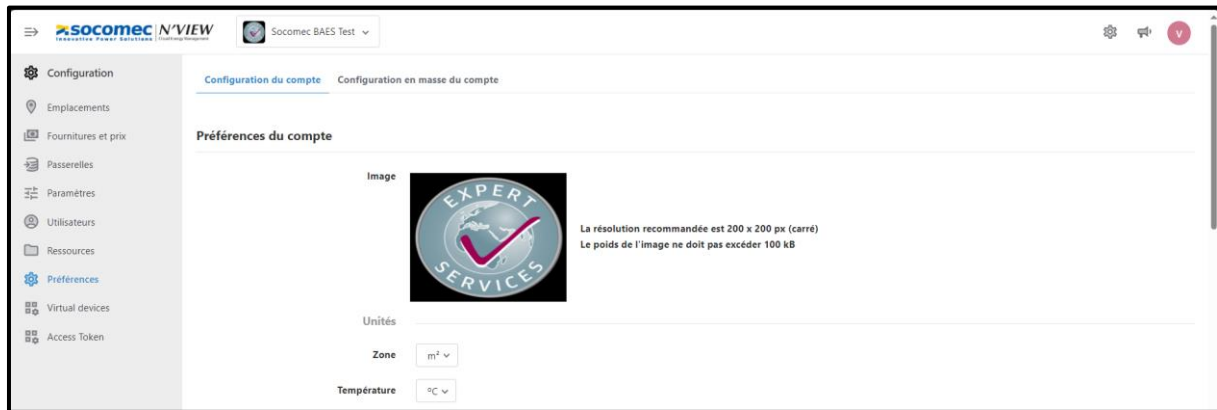 socomec N'VIEW
Innovative Power Solutions
Socomec BAES Test
V
Configuration
Emplacements
Fournitures et prix
Passerelles
Paramètres
Utilisateurs
Ressources
Préférences
Virtual devices
Access Token
Configuration du compte Configuration en masse du compte
Préférences du compte
Image
EXPERT
SERVICES
La résolution recommandée est 200 x 200 px (carré)
Le poids de l'image ne doit pas excéder 100 kB
Unités
Zone m²
Température °C